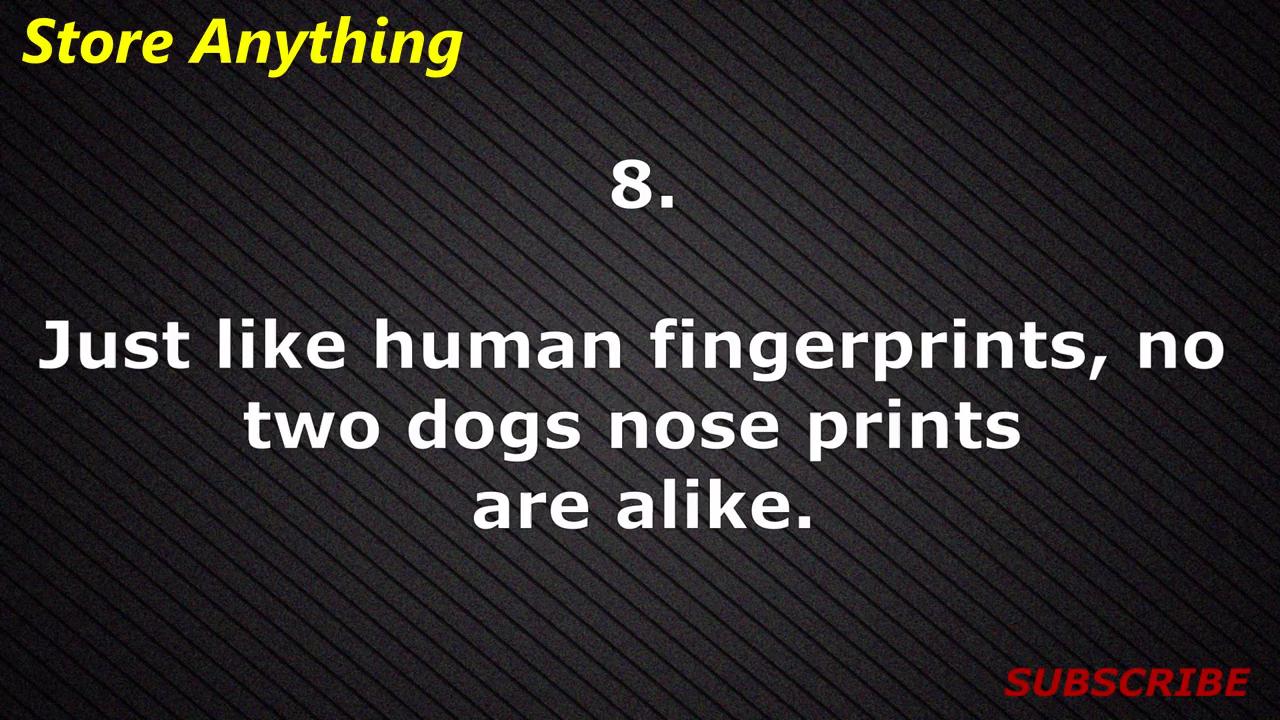 Store Anything
8.
Just like human fingerprints, no
two dogs nose prints
are alike.
SUBSCRIBE